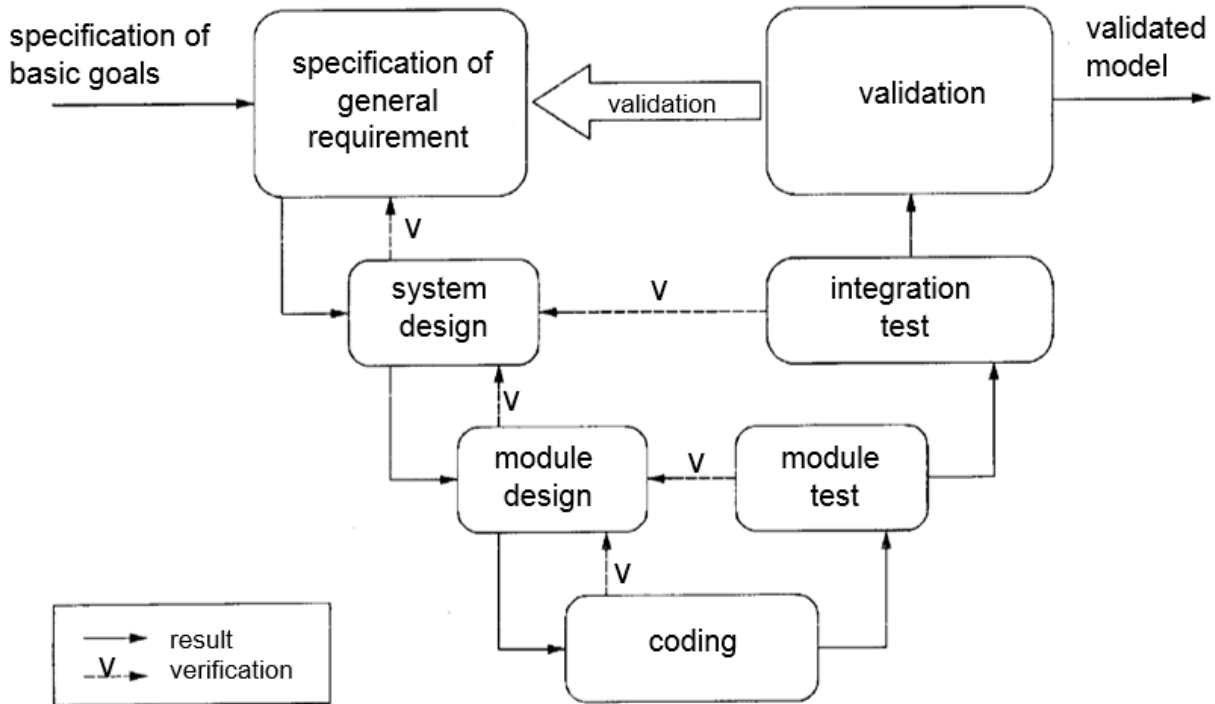 specification of
basic goals
specification of
general
requirement
validation
validation
validated
model
V
system
design
V
integration
test
V
module
design
V
module
test
V
coding
result
V
verification